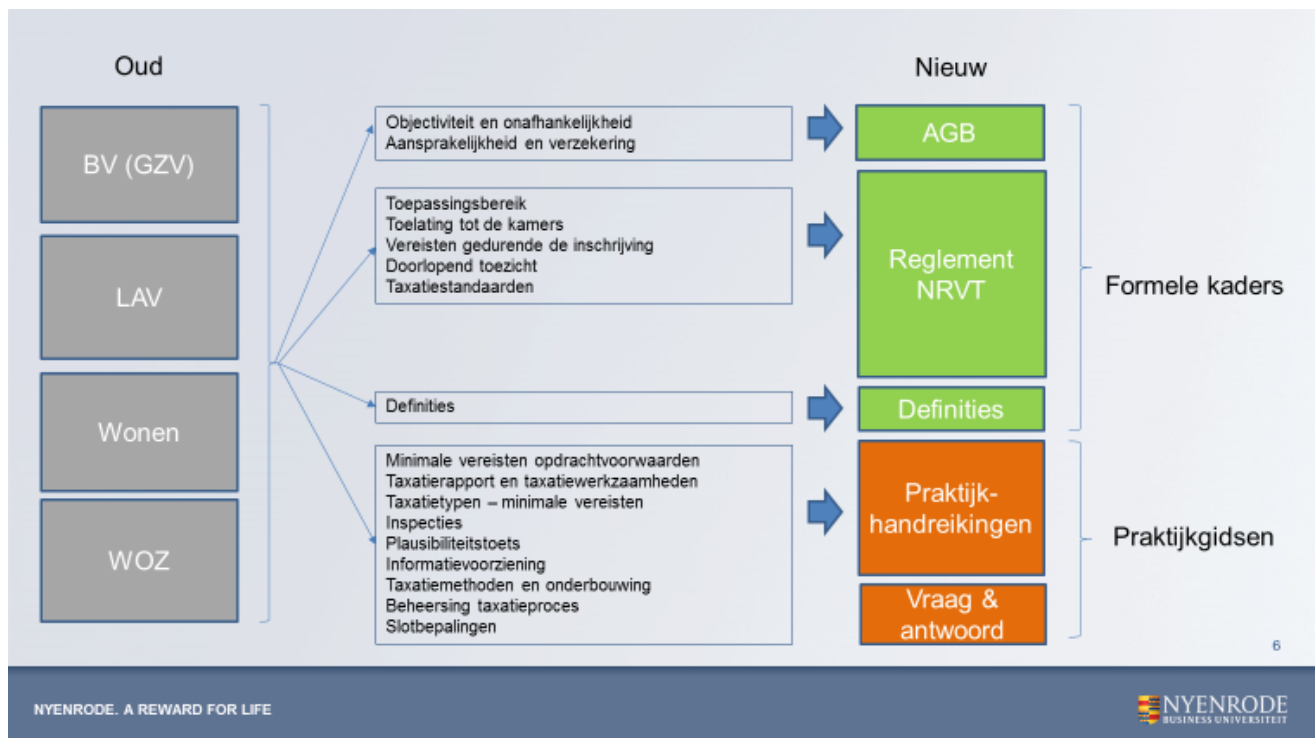 Oud
Nieuw
BV (GZV)
LAV
Wonen
WOZ
Objectiviteit en onafhankelijkheid
Aansprakelijkheid en verzekering
Toepassingsbereik
Toelating tot de kamers
Vereisten gedurende de inschrijving
Doorlopend toezicht
Taxatiestandaarden
Definities
Minimale vereisten opdrachtvoorwaarden
Taxatierapport en taxatiewerkzaamheden
Taxatietypen – minimale vereisten
Inspecties
Plausibiliteitstoets
Informatievoorziening
Taxatiemethoden en onderbouwing
Beheersing taxatieproces
Slotbepalingen
AGB
Reglement
NRVT
Definities
Praktijk-
handreikingen
Vraag &
antwoord
Formele kaders
Praktijkgidsen
6
NYENRODE. A REWARD FOR LIFE
NYENRODE
BUSINESS UNIVERSITEIT